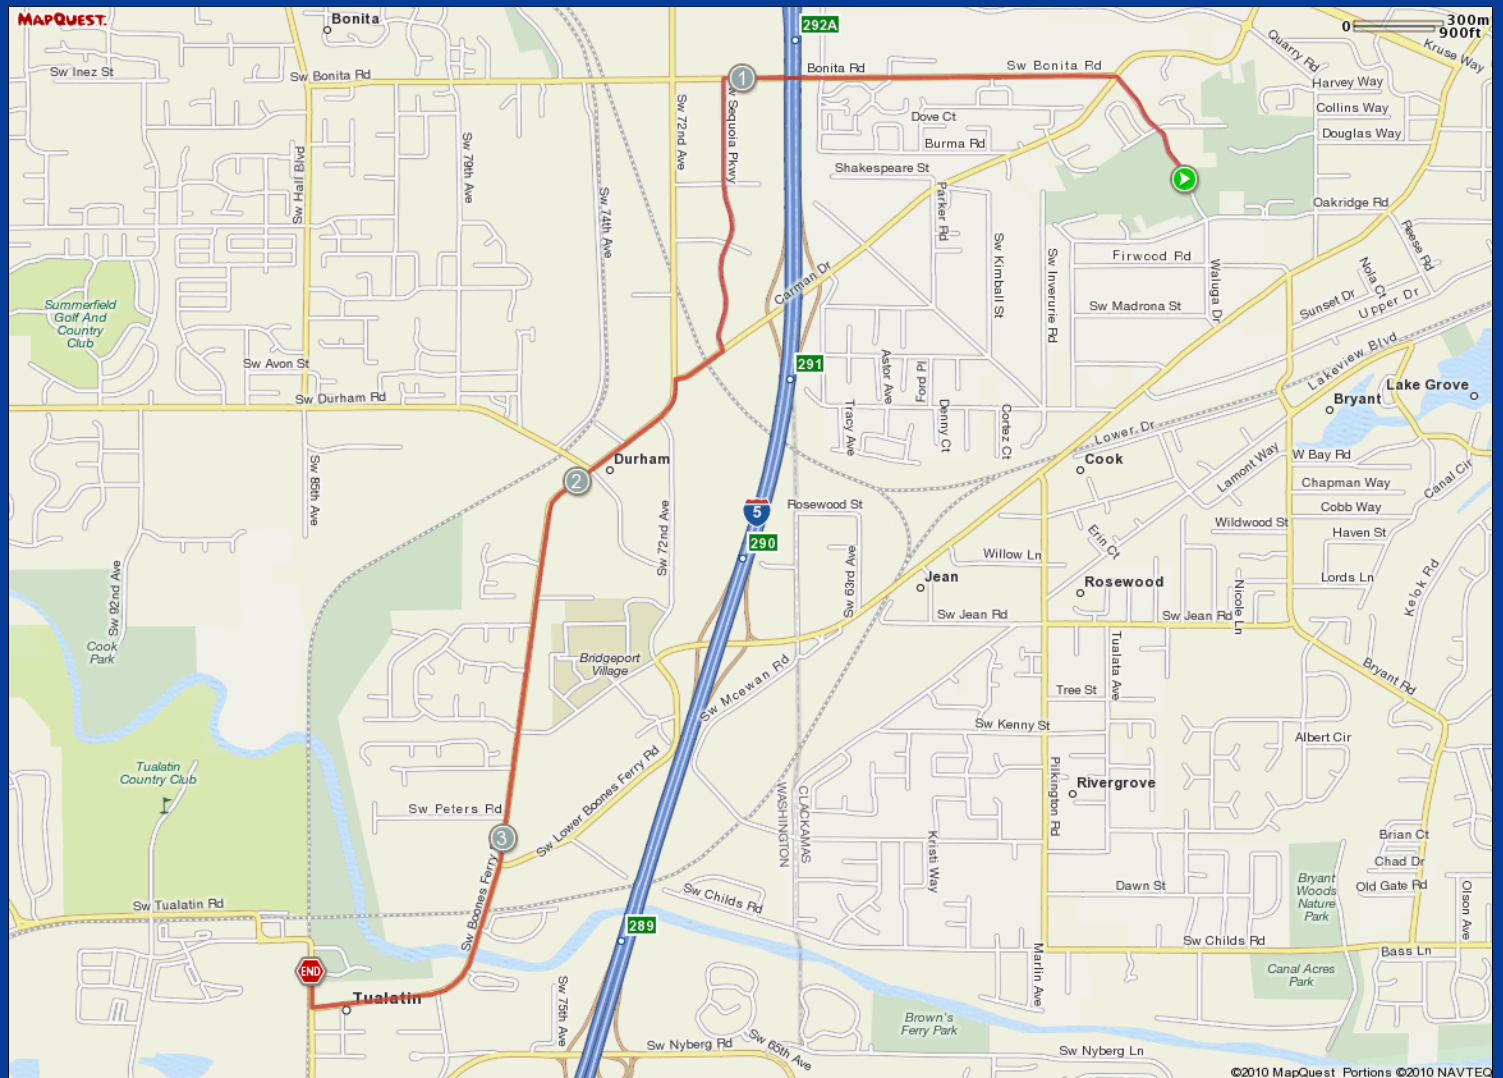 MAPQUEST.
Bonita
292A
0
300m
900ft
Quarry Rd
Kruse Way
Sw Inez St
Sw Bonita Rd
1
Bonita Rd
Sw Bonita Rd
Harvey Way
Collins Way
Douglas Way
Dove Ct
Burma Rd
Shakespeare St
Sw Sequoia Pkwy
Sw 72nd Ave
Sw 79th Ave
Sw Hall Blvd
Sw 74th Ave
Parker Rd
Oakridge Rd
Reese Rd
Firwood Rd
Sw Kimball St
Sw Inverurie Rd
Waluga Dr
Nola Ct
Sunset Dr
Upper Dr
Carman Dr
Sw Madrona St
Summerfield
Golf And
Country
Club
Sw Avon St
291
Astor Ave
Ford Pl
Lakeview Blvd
Lake Grove
Bryant
Sw Durham Rd
Tracy Ave
Denny Ct
Cortez Ct
Lower Dr
Durham
Cook
W Bay Rd
Lamont Way
Canal Cir
2
Sw 85th Ave
Chapman Way
Cobb Way
5
Rosewood St
Wildwood St
Haven St
Sw 72nd Ave
290
Erin Ct
Willow Ln
Sw 92nd Ave
Sw 63rd Ave
Jean
Rosewood
Lords Ln
Kelok Rd
Nicole Ln
Sw Jean Rd
Sw Jean Rd
Cook
Park
Bridgeport
Village
Tualata Ave
Bryant Rd
Sw Mcewan Rd
Tree St
Sw Kenny St
Albert Cir
Tualatin
Country Club
Sw Lower Boones Ferry Rd
Pilkington Rd
Rivergrove
WASHINGTON
CLACKAMAS
Sw Peters Rd
3
Kristi Way
Brian Ct
Chad Dr
Old Gate Rd
Olson Ave
Sw Boones Ferry
Sw Childs Rd
Dawn St
Bryant
Woods
Nature
Park
Sw Tualatin Rd
289
Sw Childs Rd
Bass Ln
END
Marlin Ave
Canal Acres
Park
Tualatin
Sw 75th Ave
Brown's
Ferry Park
Sw Nyberg Rd
Sw 65th Ave
Sw Nyberg Ln
©2010 MapQuest Portions ©2010 NAVTEQ